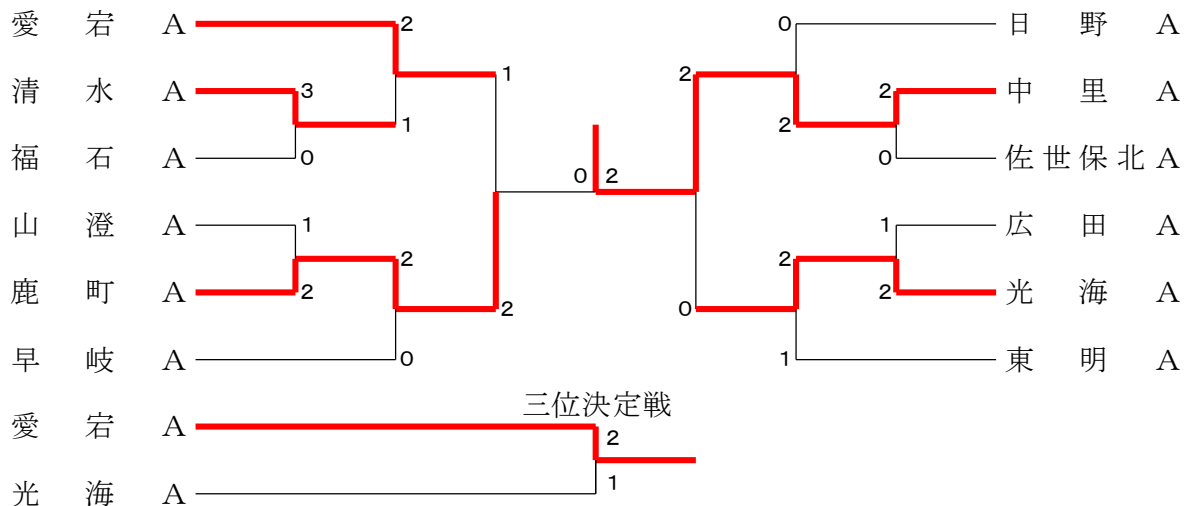 愛宕 A 2 0 日野 A
1 2
清水 A 3 2 中里 A
1 2
福石 A 0 0 佐世保北 A
0 2
山澄 A 1 1 広田 A
2 2
鹿町 A 2 2 光海 A
2 0
早岐 A 0 1 東明 A
三位決定戦
愛宕 A 2
光海 A 1